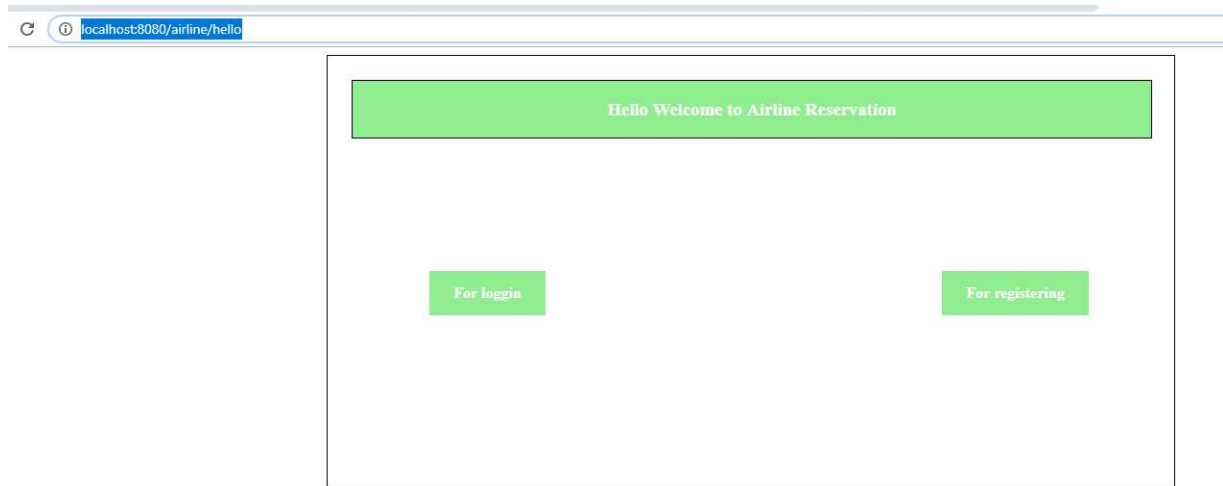 localhost:8080/airline/hello
Hello Welcome to Airline Reservation
For loggin
For registering